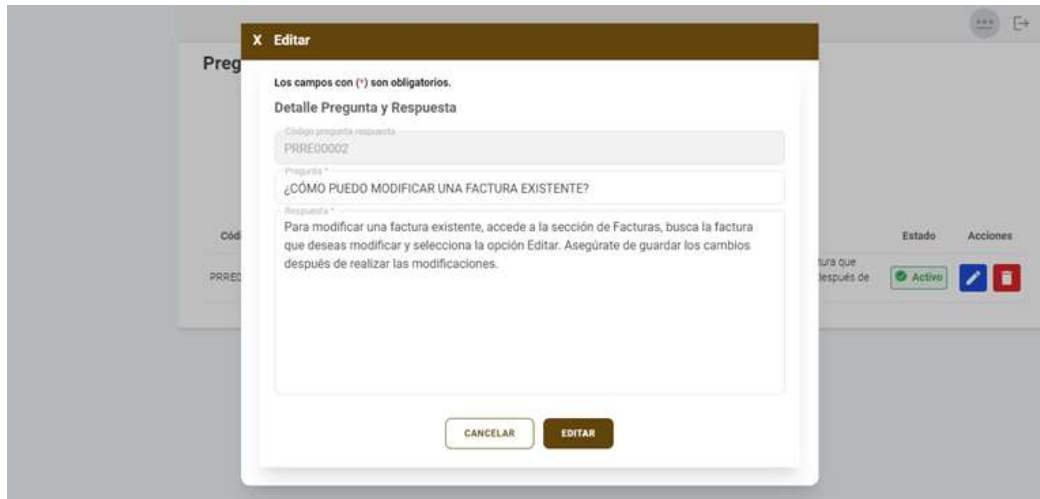 X Editar
Preg
Los campos con (*) son obligatorios.
Detalle Pregunta y Respuesta
Código pregunta respuesta
PRRE00002
Pregunta *
¿CÓMO PUEDO MODIFICAR UNA FACTURA EXISTENTE?
Respuesta *
Para modificar una factura existente, accede a la sección de Facturas, busca la factura
que deseas modificar y selecciona la opción Editar. Asegúrate de guardar los cambios
después de realizar las modificaciones.
Códi
Estado
Acciones
PRRE0
tura que
después de
Activo
CANCELAR
EDITAR